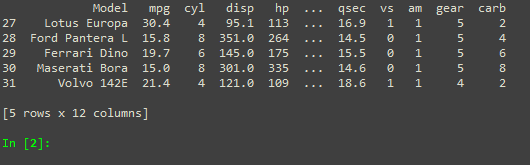 Model mpg cyl disp hp ... qsec vs am gear carb
27 Lotus Europa 30.4 4 95.1 113 ... 16.9 1 1 5 2
28 Ford Pantera L 15.8 8 351.0 264 ... 14.5 0 1 5 4
29 Ferrari Dino 19.7 6 145.0 175 ... 15.5 0 1 5 6
30 Maserati Bora 15.0 8 301.0 335 ... 14.6 0 1 5 8
31 Volvo 142E 21.4 4 121.0 109 ... 18.6 1 1 4 2
[5 rows x 12 columns]
In [2]: